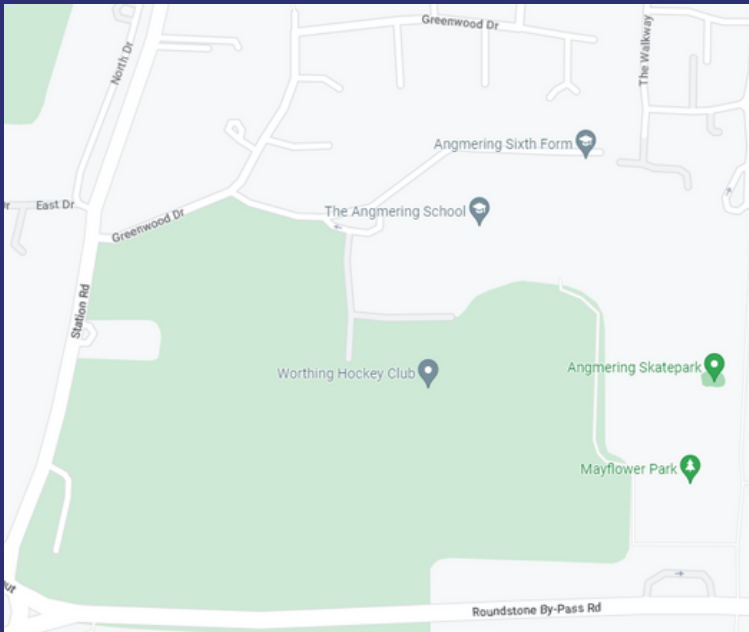 Greenwood Dr
The Walkway
North Dr
Angmering Sixth Form
East Dr
The Angmering School
Greenwood Dr
Station Rd
Angmering Skatepark
Worthing Hockey Club
Mayflower Park
Roundstone By-Pass Rd